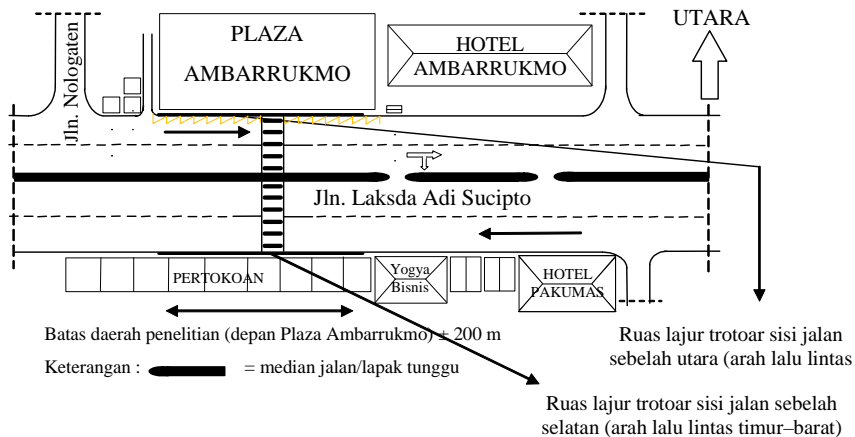 UTARA
PLAZA
AMBARRUKMO
HOTEL
AMBARRUKMO
Jln. Nologaten
Jln. Laksda Adi Sucipto
PERTOKOAN
Yogya
Bisnis
HOTEL
PAKUMAS
Batas daerah penelitian (depan Plaza Ambarrukmo) ± 200 m
Keterangan :
= median jalan/lapak tunggu
Ruas lajur trotoar sisi jalan
sebelah utara (arah lalu lintas
Ruas lajur trotoar sisi jalan sebelah
selatan (arah lalu lintas timur–barat)